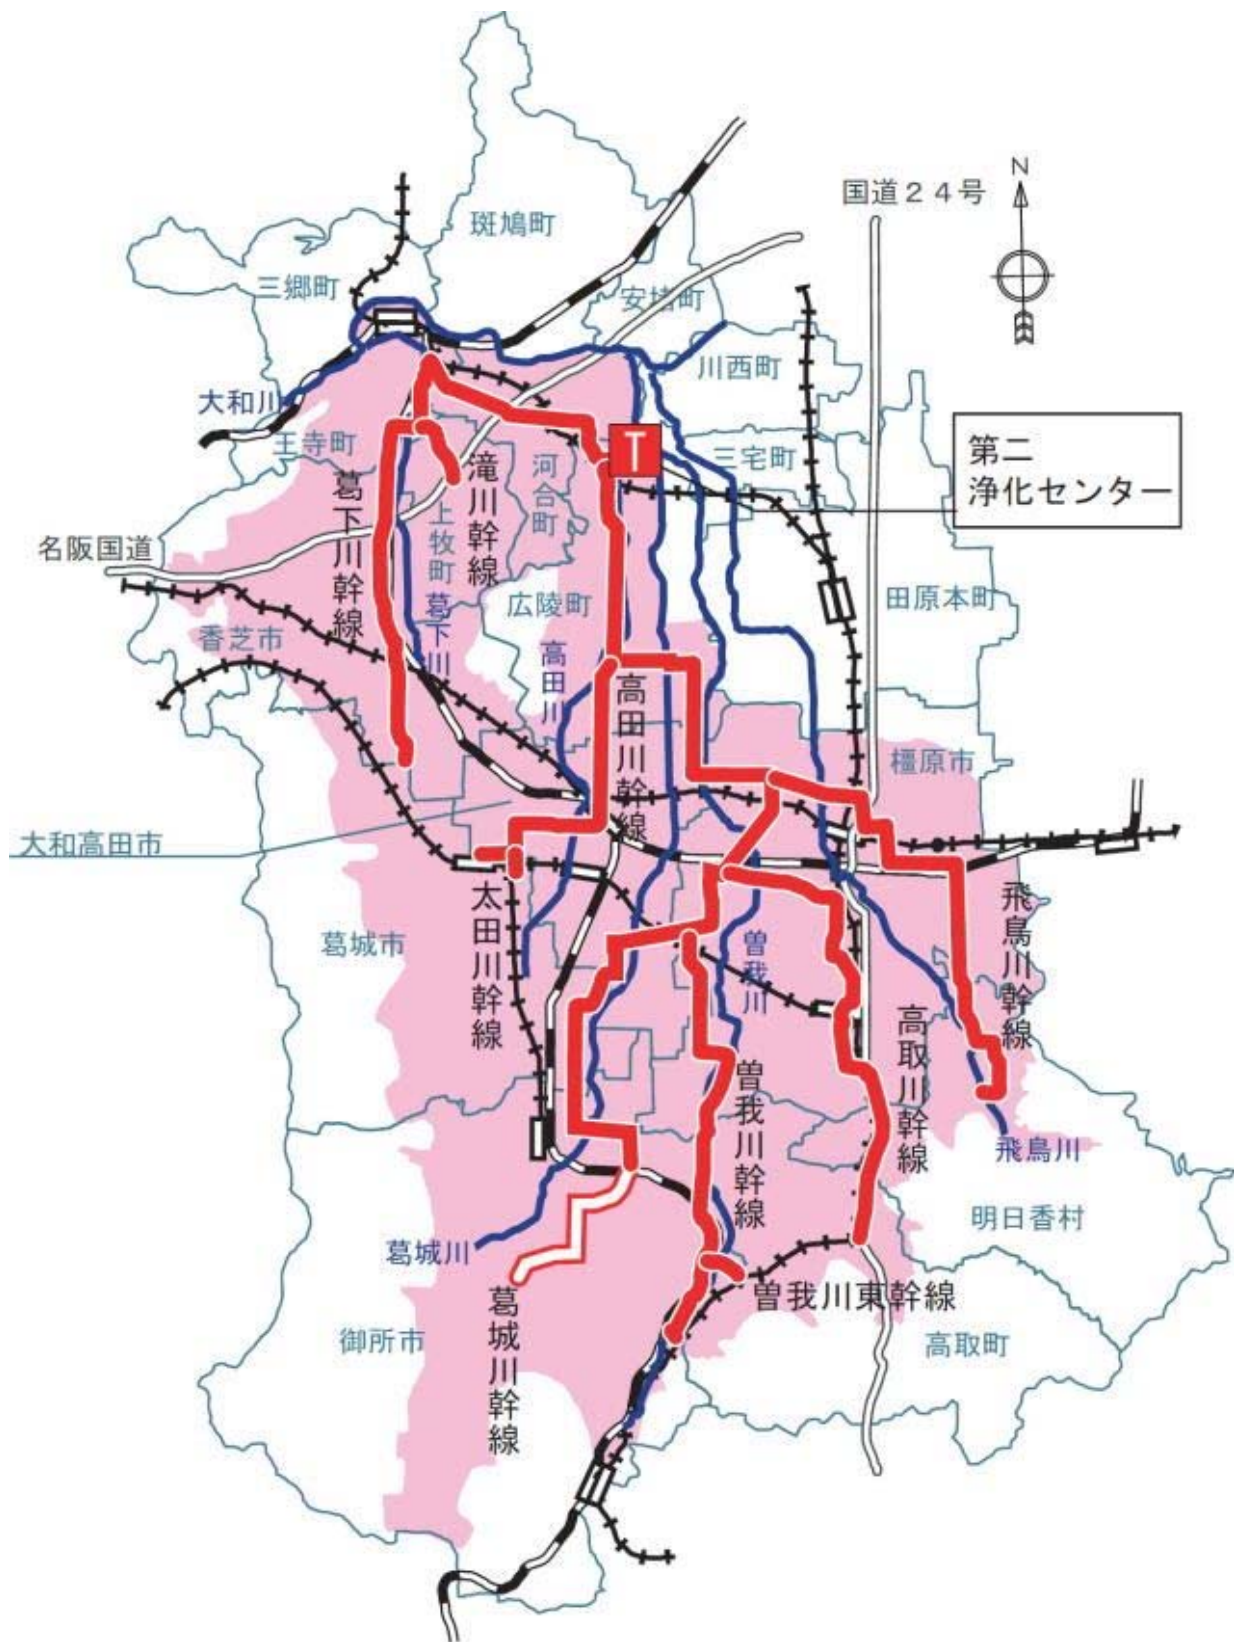 N
国道２４号
斑鳩町
三郷町
安堵町
川西町
大和川
王寺町
三宅町
第二
浄化センター
T
滝川幹線
河合町
葛下川幹線
上牧町
名阪国道
広陵町
田原本町
香芝市
葛下川
高田川
高田川幹線
橿原市
大和高田市
太田川幹線
飛鳥川幹線
葛城市
曽我川
高取川幹線
曽我川幹線
飛鳥川
明日香村
葛城川
曽我川東幹線
葛城川幹線
御所市
高取町